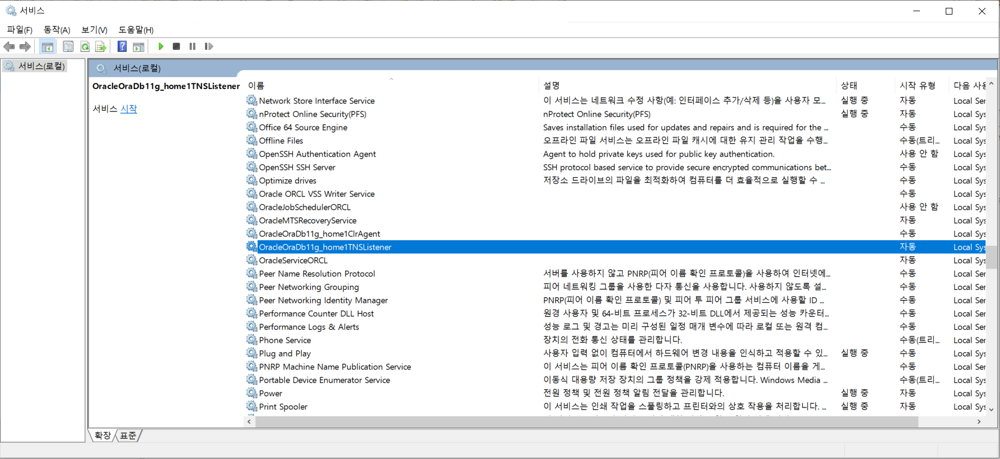 서비스
파일(F) 동작(A) 보기(V) 도움말(H)
서비스(로컬)
서비스(로컬)
OracleOraDb11g_home1TNSListener
서비스 시작
이름 설명 상태 시작 유형 다음 사용
Network Store Interface Service 이 서비스는 네트워크 수정 사항(예: 인터페이스 추가/삭제 등)을 사용자 모... 실행 중 자동 Local Ser
nProtect Online Security(PFS) nProtect Online Security(PFS) 실행 중 자동 Local Sys
Office 64 Source Engine Saves installation files used for updates and repairs and is required for the ... 수동 Local Sys
Offline Files 오프라인 파일 서비스는 오프라인 파일 캐시에 대한 유지 관리 작업을 수행... 수동(트리... Local Sys
OpenSSH Authentication Agent Agent to hold private keys used for public key authentication. 사용 안 함 Local Sys
OpenSSH SSH Server SSH protocol based service to provide secure encrypted communications bet... 수동 Local Sys
Optimize drives 저장소 드라이브의 파일을 최적화하여 컴퓨터를 더 효율적으로 실행할 수 ... 수동 Local Sys
Oracle ORCL VSS Writer Service 수동 Local Sys
OracleJobSchedulerORCL 사용 안 함 Local Sys
OracleMTSRecoveryService 자동 Local Sys
OracleOraDb11g_home1ClrAgent 수동 Local Sys
OracleOraDb11g_home1TNSListener 자동 Local Sys
OracleServiceORCL 자동 Local Sys
Peer Name Resolution Protocol 서버를 사용하지 않고 PNRP(피어 이름 확인 프로토콜)을 사용하여 인터넷에... 수동 Local Ser
Peer Networking Grouping 피어 네트워킹 그룹을 사용한 다자 통신을 사용합니다. 사용하지 않도록 설... 수동 Local Ser
Peer Networking Identity Manager PNRP(피어 이름 확인 프로토콜) 및 피어 투 피어 그룹 서비스에 사용할 ID ... 수동 Local Ser
Performance Counter DLL Host 원경 사용자 및 64-비트 프로세스가 32-비트 DLL에서 제공되는 성능 카운터... 수동 Local Ser
Performance Logs & Alerts 성능 로그 및 경고는 미리 구성된 일정 매개 변수에 따라 로컬 또는 원격 컴... 수동 Local Ser
Phone Service 장치의 전화 통신 상태를 관리합니다. 수동(트리... Local Ser
Plug and Play 사용자 입력 없이 컴퓨터에서 하드웨어 변경 내용을 인식하고 적용할 수 있... 실행 중 수동 Local Sys
PNRP Machine Name Publication Service 이 서비스는 피어 이름 확인 프로토콜(PNRP)을 사용하는 컴퓨터 이름을 게... 수동 Local Ser
Portable Device Enumerator Service 이동식 대용량 저장 장치의 그룹 정책을 강제 적용합니다. Windows Media ... 수동(트리... Local Sys
Power 전원 정책 및 전원 정책 알림 전달을 관리합니다. 실행 중 자동 Local Sys
Print Spooler 이 서비스는 인쇄 작업을 스풀링하고 프린터와의 상호 작용을 처리합니다. ... 실행 중 자동 Local Sys
확장 표준